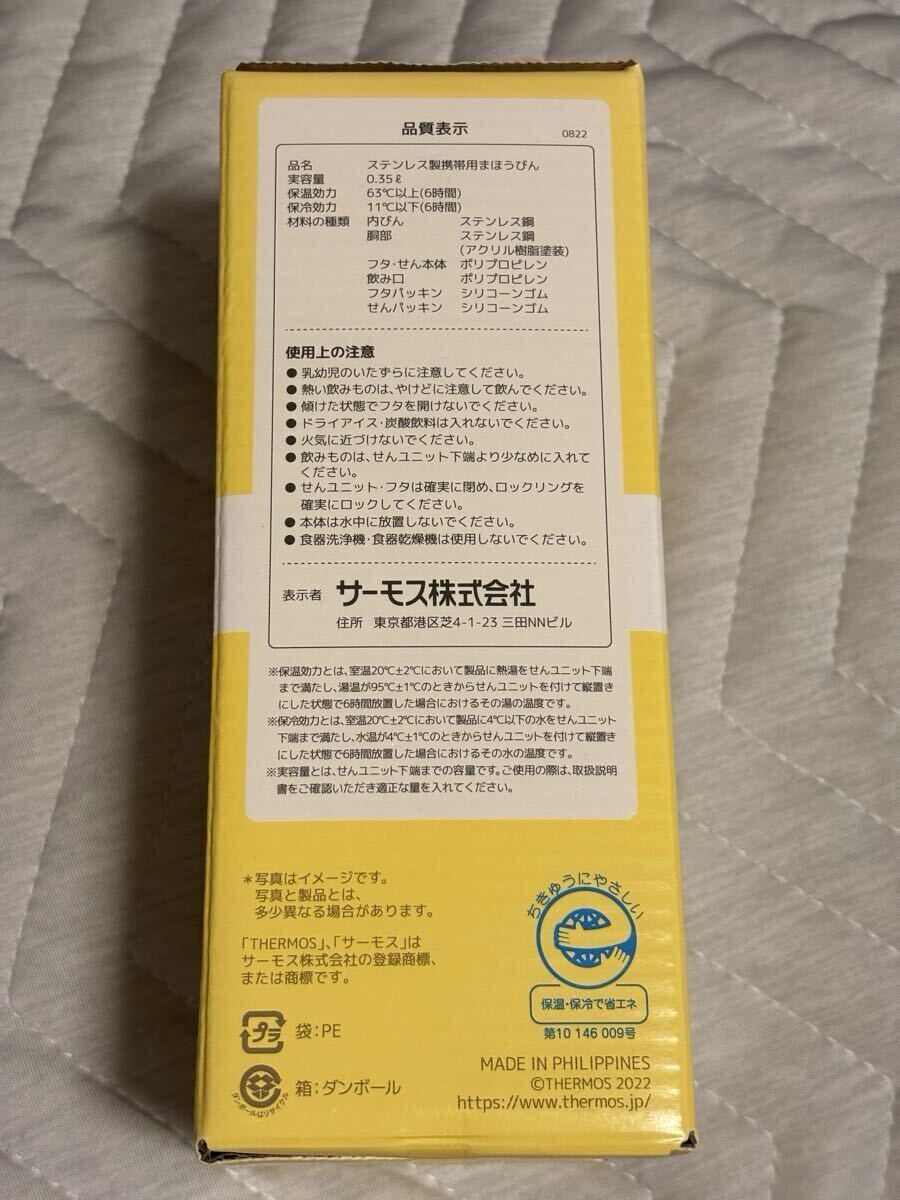 品質表示
0822
品名 ステンレス製携帯用まほうびん
実容量 0.35ℓ
保温効力 63℃以上(6時間)
保冷効力 11℃以下(6時間)
材料の種類 内びん ステンレス鋼
胴部 ステンレス鋼
(アクリル樹脂塗装)
フタ・せん本体 ポリプロピレン
飲み口 ポリプロピレン
フタパッキン シリコーンゴム
せんパッキン シリコーンゴム
使用上の注意
● 乳幼児のいたずらに注意してください。
● 熱い飲みものは、やけどに注意して飲んでください。
● 傾けた状態でフタを開けないでください。
● ドライアイス・炭酸飲料は入れないでください。
● 火気に近づけないでください。
● 飲みものは、せんユニット下端より少なめに入れて
ください。
● せんユニット・フタは確実に閉め、ロックリングを
確実にロックしてください。
● 本体は水中に放置しないでください。
● 食器洗浄機・食器乾燥機は使用しないでください。
表示者 サーモス株式会社
住所 東京都港区芝4-1-23 三田NNビル
※保温効力とは、室温20℃±2℃において製品に熱湯をせんユニット下端
まで満たし、湯温が95℃±1℃のときからせんユニットを付けて縦置き
にした状態で6時間放置した場合におけるその湯の温度です。
※保冷効力とは、室温20℃±2℃において製品に4℃以下の水をせんユニット
下端まで満たし、水温が4℃±1℃のときからせんユニットを付けて縦置き
にした状態で6時間放置した場合におけるその水の温度です。
※実容量とは、せんユニット下端までの容量です。ご使用の際は、取扱説明
書をご確認いただき適正な量を入れてください。
＊写真はイメージです。
写真と製品とは、
多少異なる場合があります。
「THERMOS」、「サーモス」は
サーモス株式会社の登録商標、
または商標です。
ちきゅうにやさしい
保温・保冷で省エネ
第10 146 009号
プラ 袋：PE
ダンボールはリサイクル 箱：ダンボール
MADE IN PHILIPPINES
©THERMOS 2022
https://www.thermos.jp/